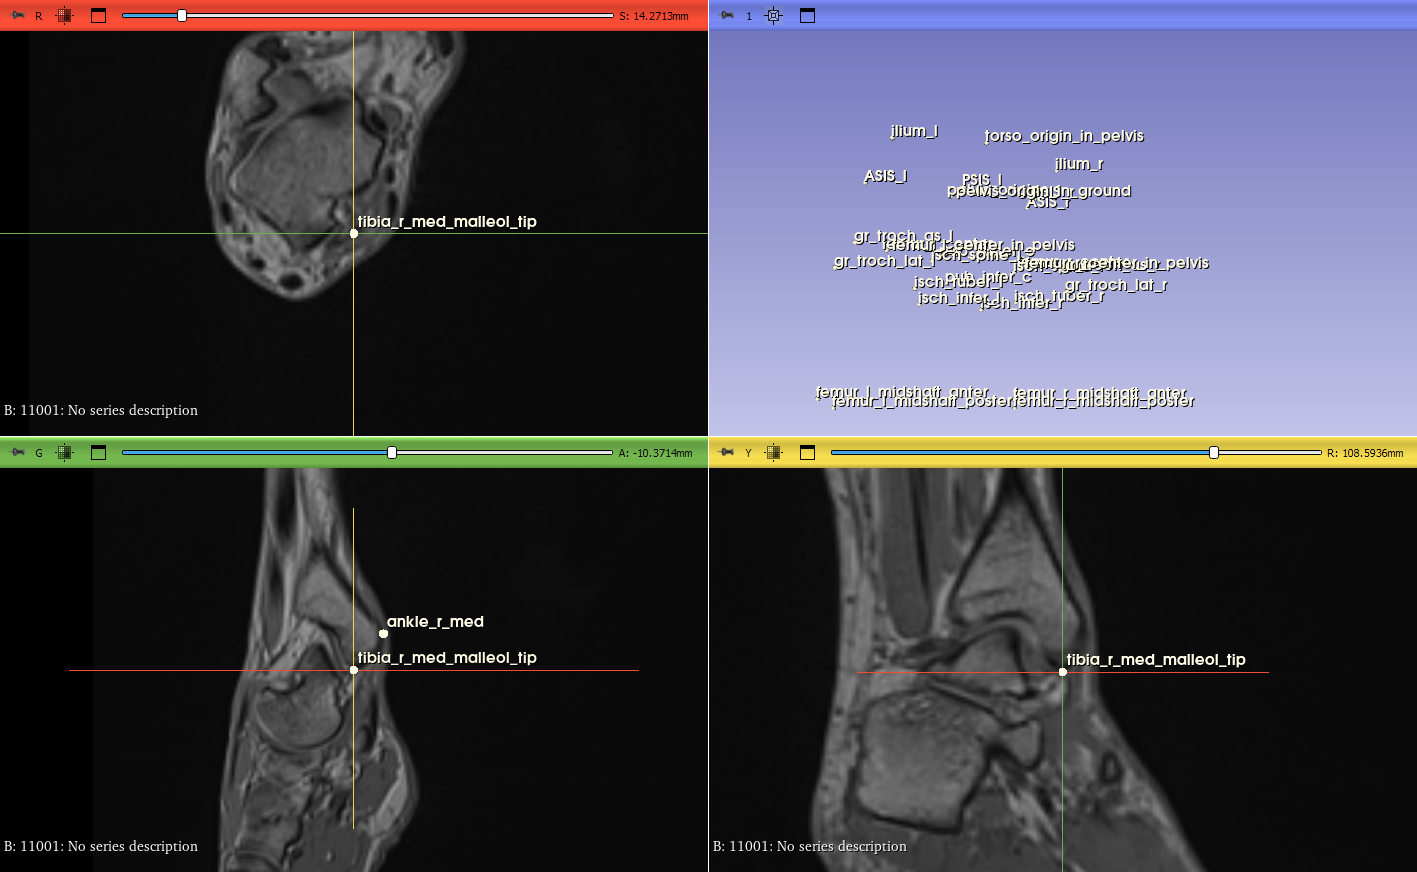 R
S: 14.2713mm
tibia_r_med_malleol_tip
B: 11001: No series description
1
ilium_l
torso_origin_in_pelvis
ilium_r
ASIS_l
PSIS_l
ASIS_r
gr_troch_as_l
gr_troch_lat_l
pub_infer_c
isch_tuber_l
gr_troch_lat_r
isch_infer_l
isch_tuber_r
isch_infer_r
femur_l_midshaft_anter
femur_r_midshaft_anter
femur_l_midshaft_poster
femur_r_midshaft_poster
G
A: -10.3714mm
ankle_r_med
tibia_r_med_malleol_tip
B: 11001: No series description
Y
R: 108.5936mm
tibia_r_med_malleol_tip
B: 11001: No series description